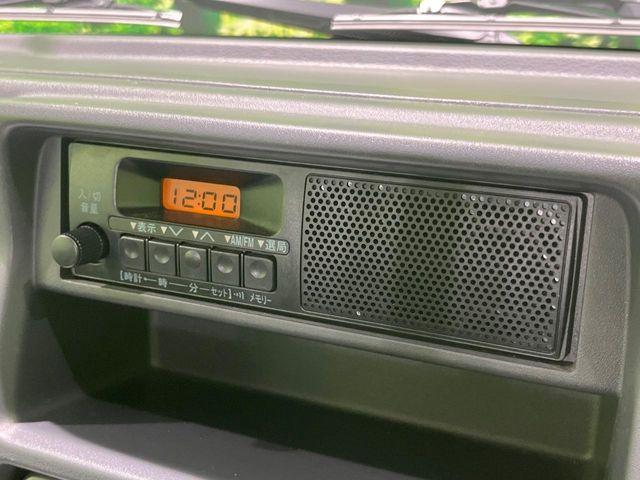 12:00
入/切
音量
▼表示 ▼﹀ ▼︿ ▼AM/FM ▼選局
【時計 ← 時 — 分 — セット】•ı)) メモリー